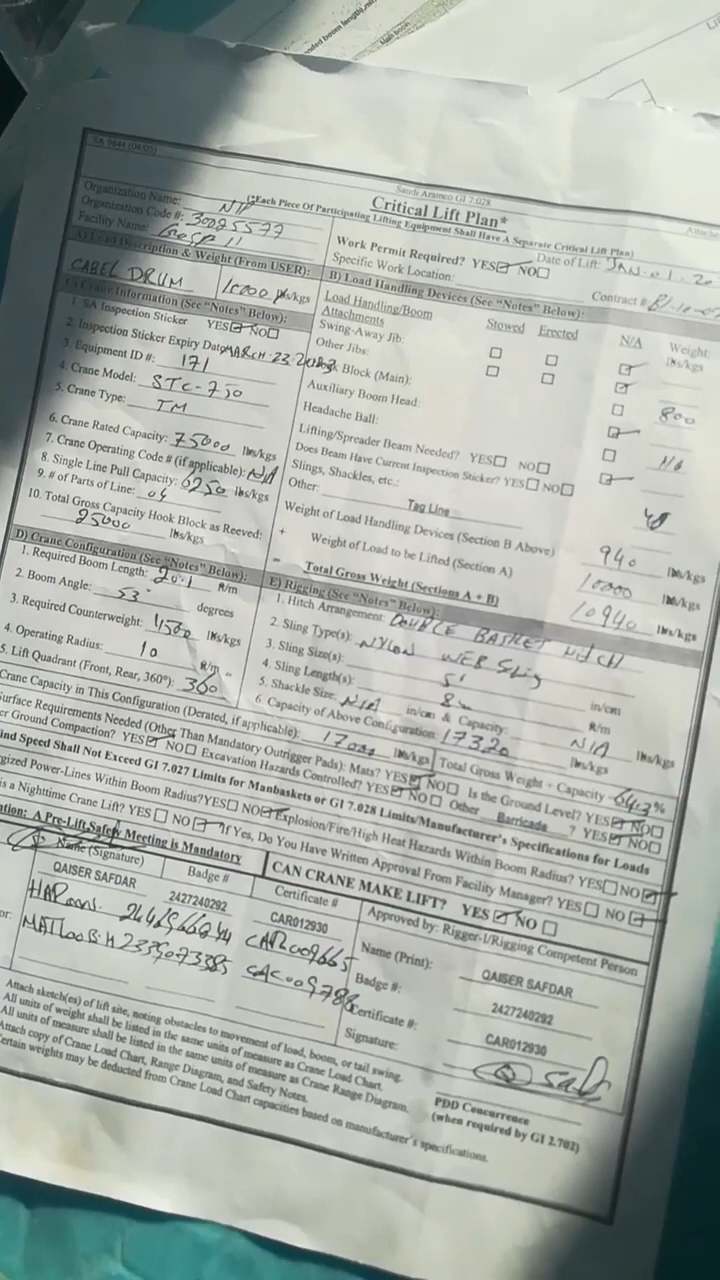 SA 9644 (04/05)
Saudi Aramco GI 7.028
Critical Lift Plan*
(*Each Piece Of Participating Lifting Equipment Shall Have A Separate Critical Lift Plan)
Organization Name:
Organization Code #: 30025577
Facility Name:
Work Permit Required? YES☑ NO☐
Date of Lift: JAN-01-20
Specific Work Location:
Contract #
A) Load Description & Weight (From USER):
CABEL DRUM 10000 lbs/kgs
B) Load Handling Devices (See “Notes” Below):
Load Handling/Boom Attachments Stowed Erected N/A Weight:
Swing-Away Jib: ☐ ☐ ☑ lbs/kgs
Other Jibs: ☐ ☐ ☑
Block (Main): ☐ 800
Auxiliary Boom Head: ☑
Headache Ball: ☐
Lifting/Spreader Beam Needed? YES☐ NO☐ ☑
Does Beam Have Current Inspection Sticker? YES☐ NO☐
Slings, Shackles, etc.:
Other: Tag Line
Weight of Load Handling Devices (Section B Above) 940 lbs/kgs
+ Weight of Load to be Lifted (Section A) 10000 lbs/kgs
= Total Gross Weight (Sections A + B) 10940 lbs/kgs
C) Crane Information (See “Notes” Below):
1. SA Inspection Sticker YES☑ NO☐
2. Inspection Sticker Expiry Date: MARCH-23-2023
3. Equipment ID #: 171
4. Crane Model: STC-750
5. Crane Type: TM
6. Crane Rated Capacity: 75000 lbs/kgs
7. Crane Operating Code # (if applicable): N/A
8. Single Line Pull Capacity: 6250 lbs/kgs
9. # of Parts of Line: 04
10. Total Gross Capacity Hook Block as Reeved:
25000 lbs/kgs
D) Crane Configuration (See “Notes” Below):
1. Required Boom Length: 20.1 ft/m
2. Boom Angle: 53° degrees
3. Required Counterweight: 4500 lbs/kgs
4. Operating Radius: 10 ft/m
5. Lift Quadrant (Front, Rear, 360°): 360
E) Rigging (See “Notes” Below):
1. Hitch Arrangement: DOUBLE BASKET HITCH
2. Sling Type(s): NYLON WEB Sling
3. Sling Size(s): 5" in/cm
4. Sling Length(s): 8 ft/m
5. Shackle Size: N/A in/cm & Capacity: N/A lbs/kgs
6. Capacity of Above Configuration: 17320 lbs/kgs
Crane Capacity in This Configuration (Derated, if applicable): 17000 lbs/kgs Total Gross Weight ÷ Capacity 64.3 %
Surface Requirements Needed (Other Than Mandatory Outrigger Pads): Mats? YES☑ NO☐ Is the Ground Level? YES☑ NO☐
er Ground Compaction? YES☑ NO☐ Excavation Hazards Controlled? YES☑ NO☐ Other Barricade ? YES☑ NO☐
ind Speed Shall Not Exceed GI 7.027 Limits for Manbaskets or GI 7.028 Limits/Manufacturer's Specifications for Loads
gized Power-Lines Within Boom Radius? YES☐ NO☑ Explosion/Fire/High Heat Hazards Within Boom Radius? YES☐ NO☑
is a Nighttime Crane Lift? YES☐ NO☑ If Yes, Do You Have Written Approval From Facility Manager? YES☐ NO☑
ntion: A Pre-Lift Safety Meeting is Mandatory
CAN CRANE MAKE LIFT? YES☑ NO☐
Name (Signature) Badge # Certificate #
QAISER SAFDAR 2427240292 CAR012930
CAR009665
or: 2339073385
Approved by: Rigger-I/Rigging Competent Person
Name (Print): QAISER SAFDAR
Badge #: 2427240292
Certificate #: CAR012930
Signature:
PDD Concurrence
(when required by GI 2.702)
Attach sketch(es) of lift site, noting obstacles to movement of load, boom, or tail swing.
All units of weight shall be listed in the same units of measure as Crane Load Chart.
All units of measure shall be listed in the same units of measure as Crane Range Diagram.
Attach copy of Crane Load Chart, Range Diagram, and Safety Notes.
Certain weights may be deducted from Crane Load Chart capacities based on manufacturer's specifications.